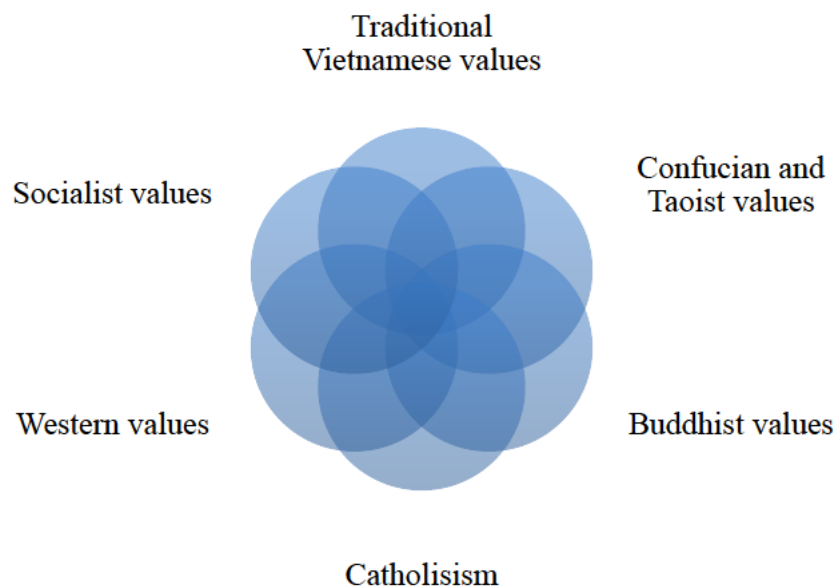 Traditional
Vietnamese values
Confucian and
Taoist values
Buddhist values
Catholisism
Western values
Socialist values